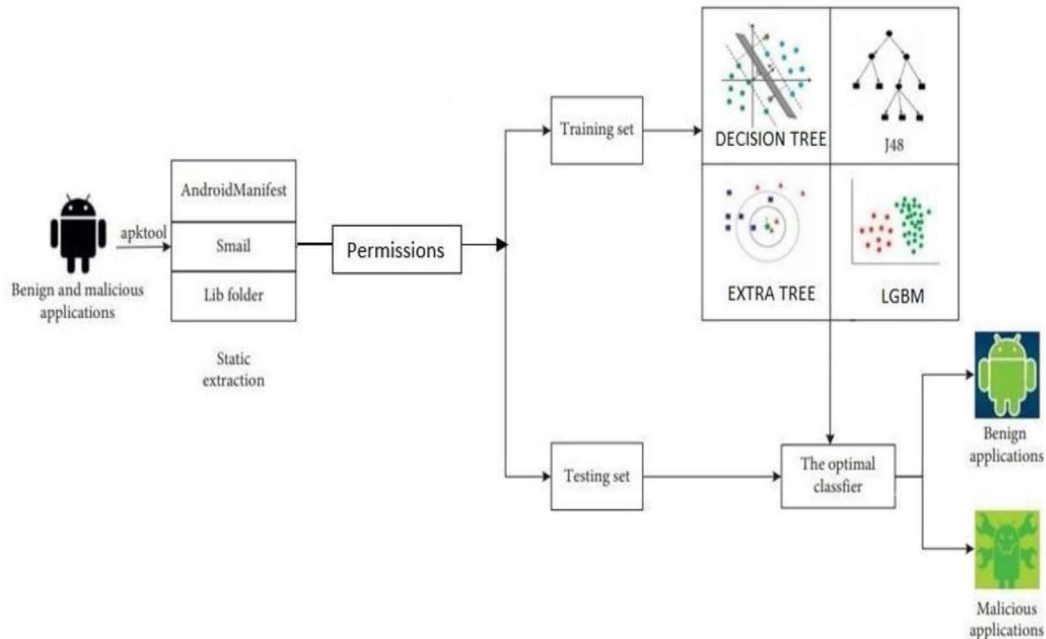 Benign and malicious
applications
apktool
AndroidManifest
Smail
Lib folder
Static
extraction
Permissions
Training set
DECISION TREE
J48
EXTRA TREE
LGBM
Testing set
The optimal
classfier
Benign
applications
Malicious
applications